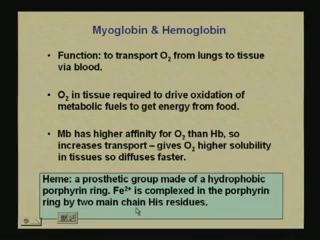 Myoglobin & Hemoglobin
• Function: to transport O2 from lungs to tissue
via blood.
• O2 in tissue required to drive oxidation of
metabolic fuels to get energy from food.
• Mb has higher affinity for O2 than Hb, so
increases transport – gives O2 higher solubility
in tissues so diffuses faster.
Heme: a prosthetic group made of a hydrophobic
porphyrin ring. Fe2+ is complexed in the porphyrin
ring by two main chain His residues.